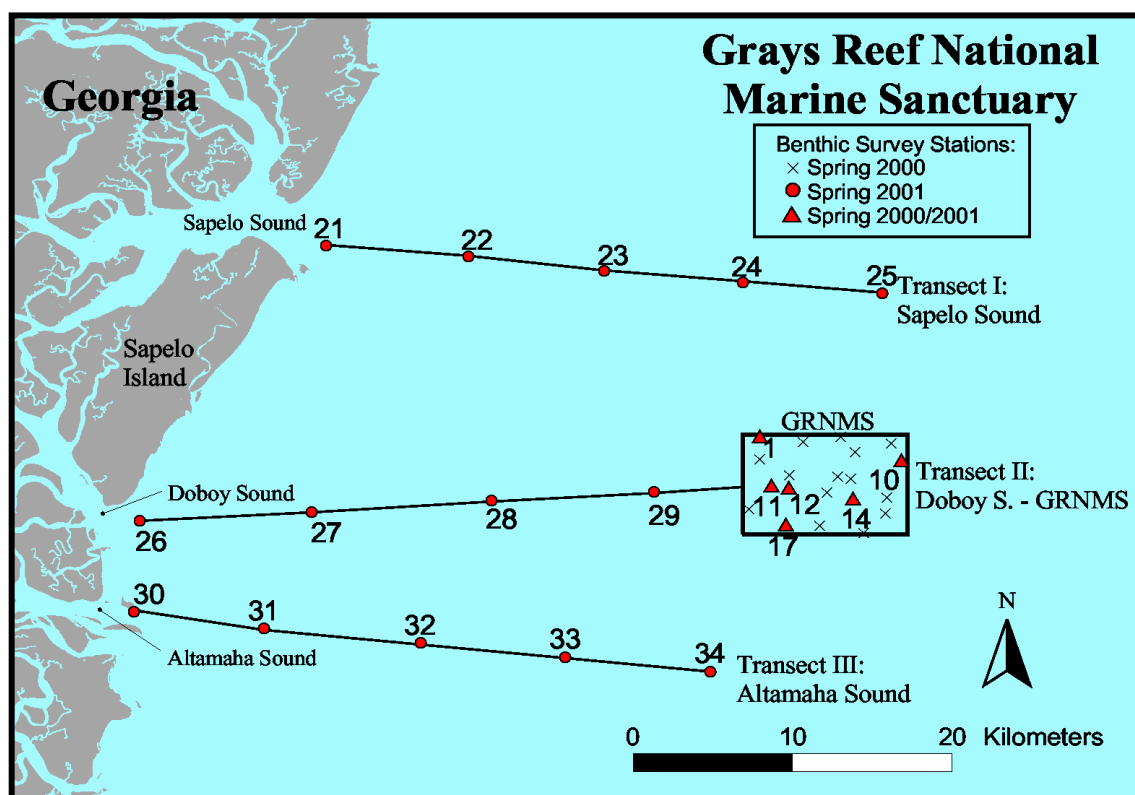 Georgia
Grays Reef National
Marine Sanctuary
Benthic Survey Stations:
Spring 2000
Spring 2001
Spring 2000/2001
Sapelo Sound
21
22
23
24
25
Transect I:
Sapelo Sound
Sapelo
Island
GRNMS
1
10
11
12
14
17
Transect II:
Doboy S. - GRNMS
Doboy Sound
26
27
28
29
30
31
32
33
34
Altamaha Sound
Transect III:
Altamaha Sound
N
0
10
20
Kilometers